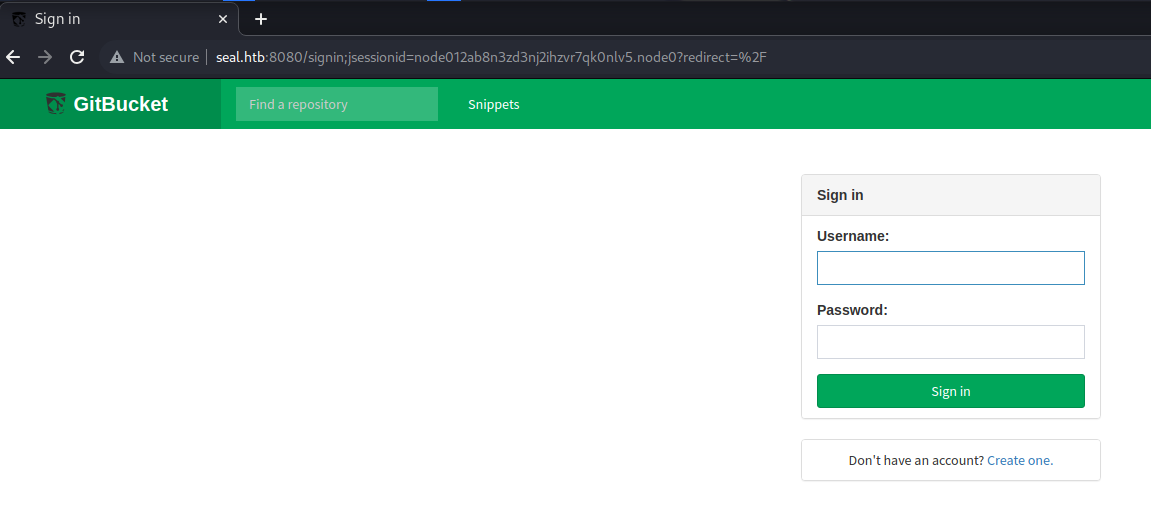 Sign in
Not secure seal.htb:8080/signin;jsessionid=node012ab8n3zd3nj2ihzvr7qk0nlv5.node0?redirect=%2F
GitBucket Find a repository Snippets
Sign in
Username:
Password:
Sign in
Don't have an account? Create one.